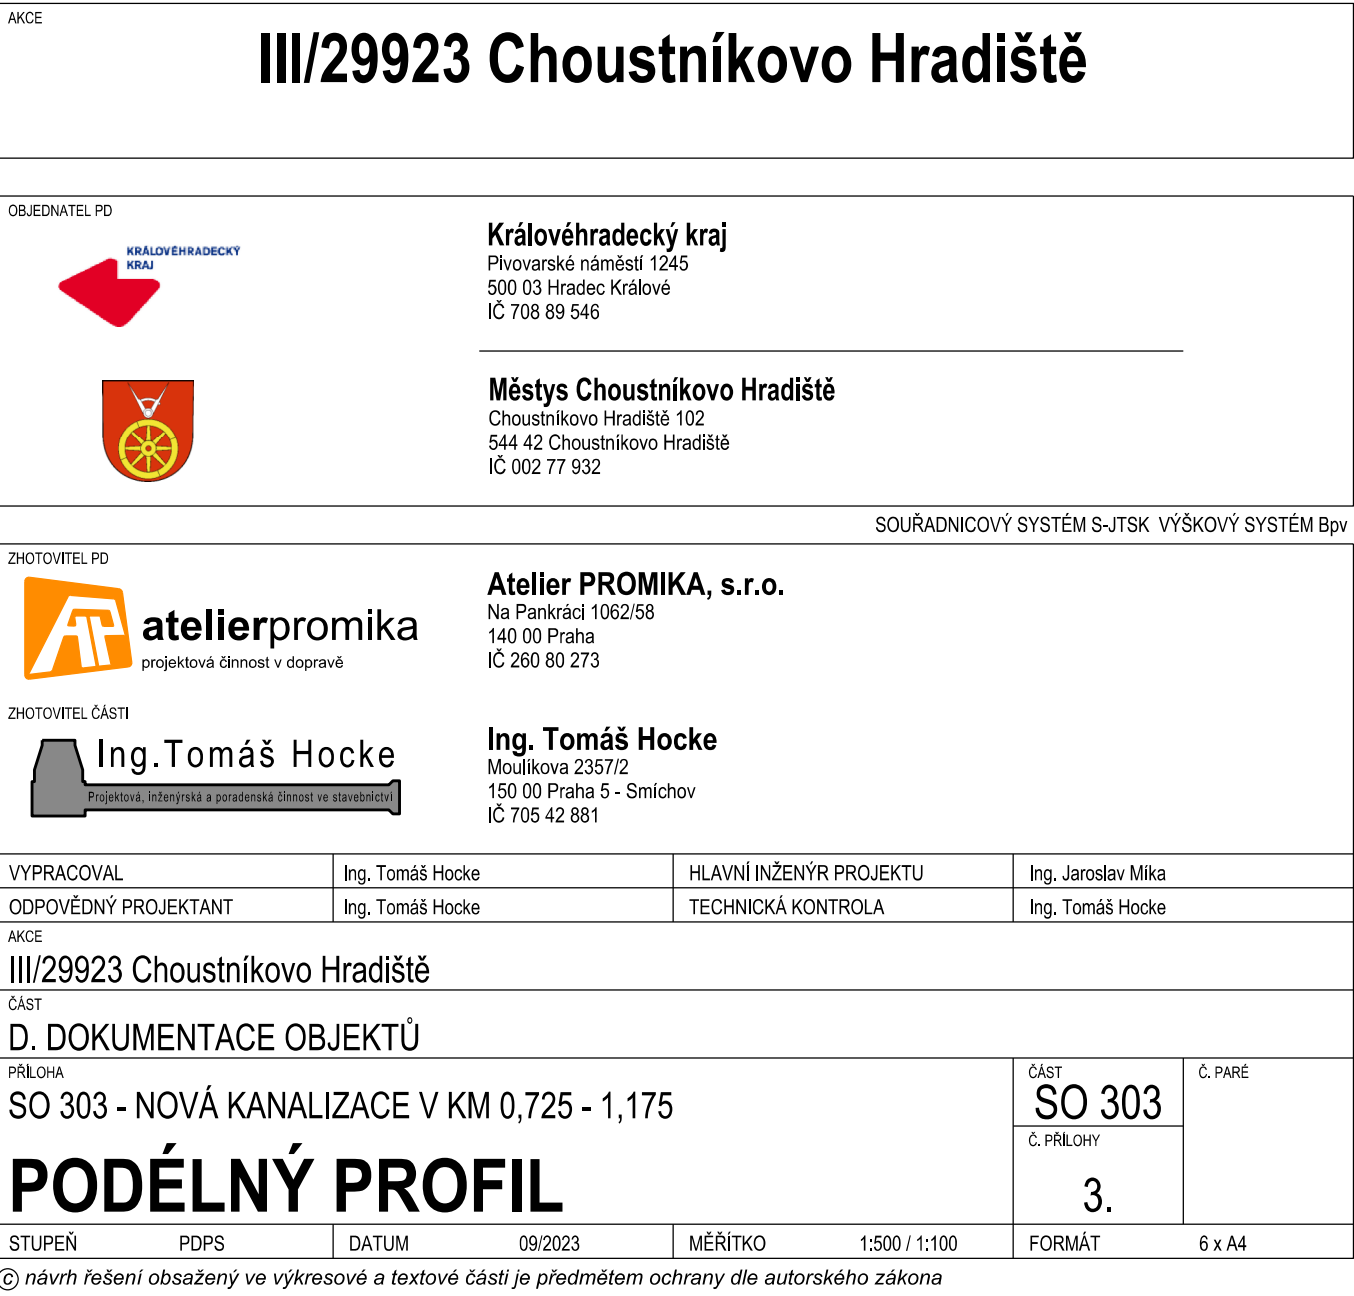 AKCE
III/29923 Choustníkovo Hradiště
OBJEDNATEL PD
KRÁLOVÉHRADECKÝ
KRAJ
Královéhradecký kraj
Pivovarské náměstí 1245
500 03 Hradec Králové
IČ 708 89 546
Městys Choustníkovo Hradiště
Choustníkovo Hradiště 102
544 42 Choustníkovo Hradiště
IČ 002 77 932
SOUŘADNICOVÝ SYSTÉM S-JTSK VÝŠKOVÝ SYSTÉM Bpv
ZHOTOVITEL PD
atelierpromika
projektová činnost v dopravě
Atelier PROMIKA, s.r.o.
Na Pankráci 1062/58
140 00 Praha
IČ 260 80 273
ZHOTOVITEL ČÁSTI
Ing.Tomáš Hocke
Projektová, inženýrská a poradenská činnost ve stavebnictví
Ing. Tomáš Hocke
Moulíkova 2357/2
150 00 Praha 5 - Smíchov
IČ 705 42 881
VYPRACOVAL Ing. Tomáš Hocke HLAVNÍ INŽENÝR PROJEKTU Ing. Jaroslav Míka
ODPOVĚDNÝ PROJEKTANT Ing. Tomáš Hocke TECHNICKÁ KONTROLA Ing. Tomáš Hocke
AKCE
III/29923 Choustníkovo Hradiště
ČÁST
D. DOKUMENTACE OBJEKTŮ
PŘÍLOHA
SO 303 - NOVÁ KANALIZACE V KM 0,725 - 1,175
PODÉLNÝ PROFIL
ČÁST
SO 303
Č. PŘÍLOHY
3.
Č. PARÉ
STUPEŇ PDPS DATUM 09/2023 MĚŘÍTKO 1:500 / 1:100 FORMÁT 6 x A4
© návrh řešení obsažený ve výkresové a textové části je předmětem ochrany dle autorského zákona